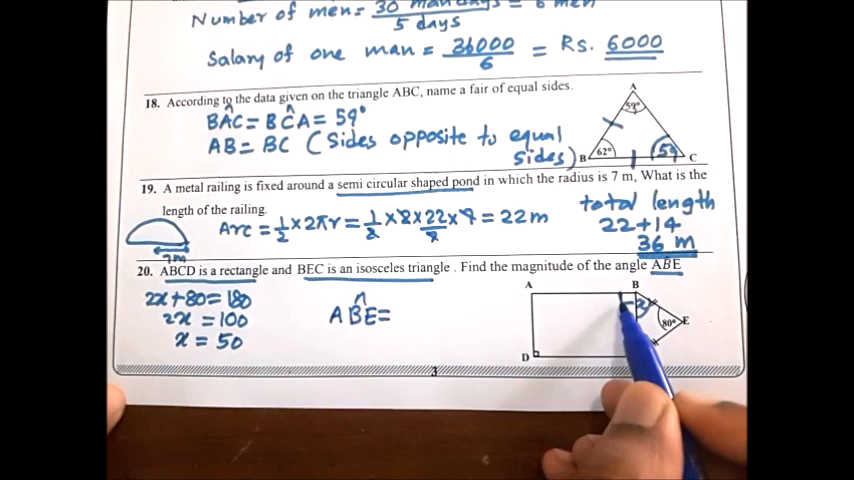 Number of men = 30 man days = 6 men
5 days
Salary of one man = 36000 = Rs. 6000
6
18. According to the data given on the triangle ABC, name a fair of equal sides.
BÂC = BĈA = 59°
AB = BC ( Sides opposite to equal
sides)
A
59°
B
62°
59
C
19. A metal railing is fixed around a semi circular shaped pond in which the radius is 7 m, What is the
length of the railing.
Arc = 1/2 × 2πr = 1/2 × 2 × 22/7 × 7 = 22 m
7m
total length
22 + 14
36 m
20. ABCD is a rectangle and BEC is an isosceles triangle . Find the magnitude of the angle AB̂E
2x + 80 = 180
2x = 100
x = 50
AB̂E =
A
B
80°
E
D
3